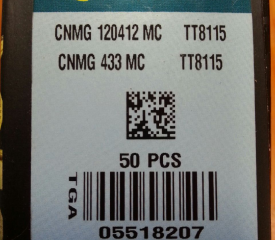 CNMG 120412 MC TT8115
CNMG 433 MC TT8115
50 PCS
TGA
05518207